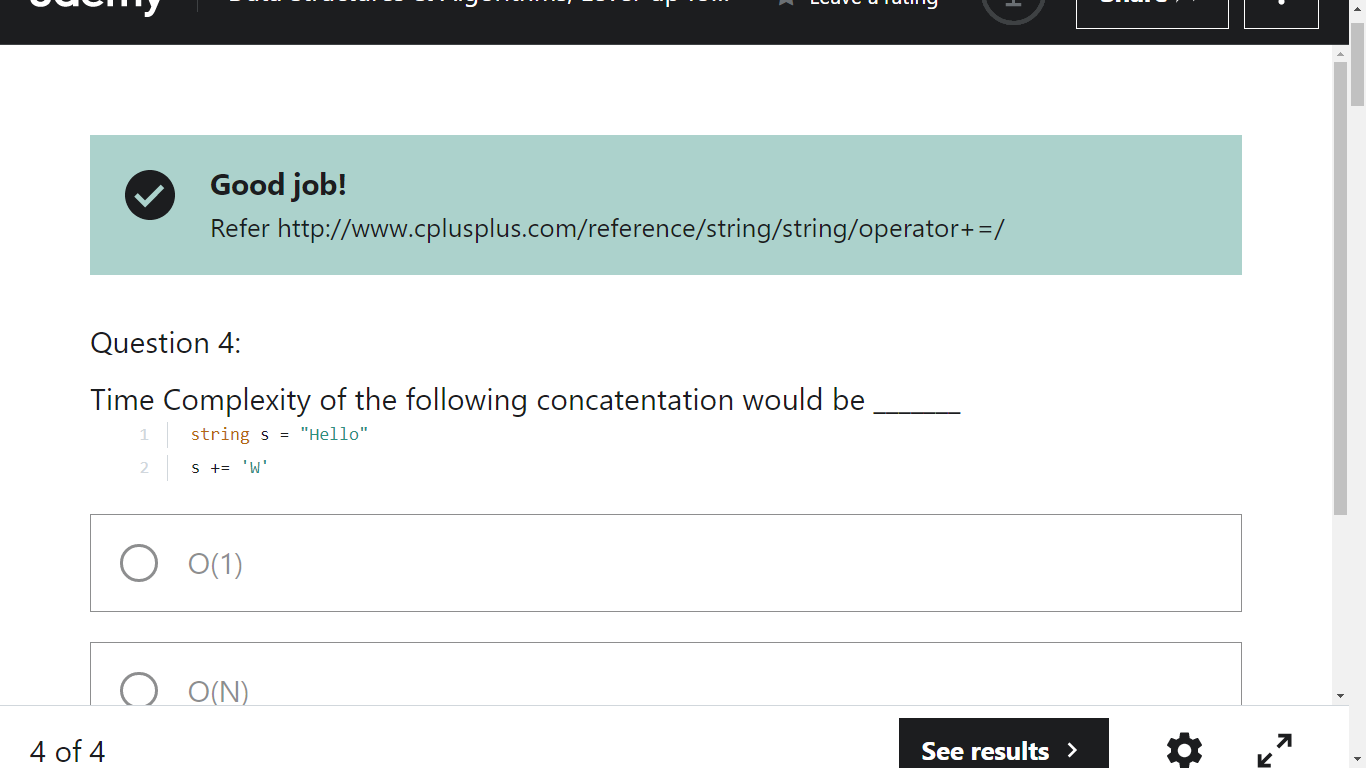 Udemy
Data Structures & Algorithms, Level-up for...
Leave a rating
1
Share
Good job!
Refer http://www.cplusplus.com/reference/string/string/operator+=/
Question 4:
Time Complexity of the following concatentation would be _______
1 string s = "Hello"
2 s += 'W'
O(1)
O(N)
4 of 4
See results